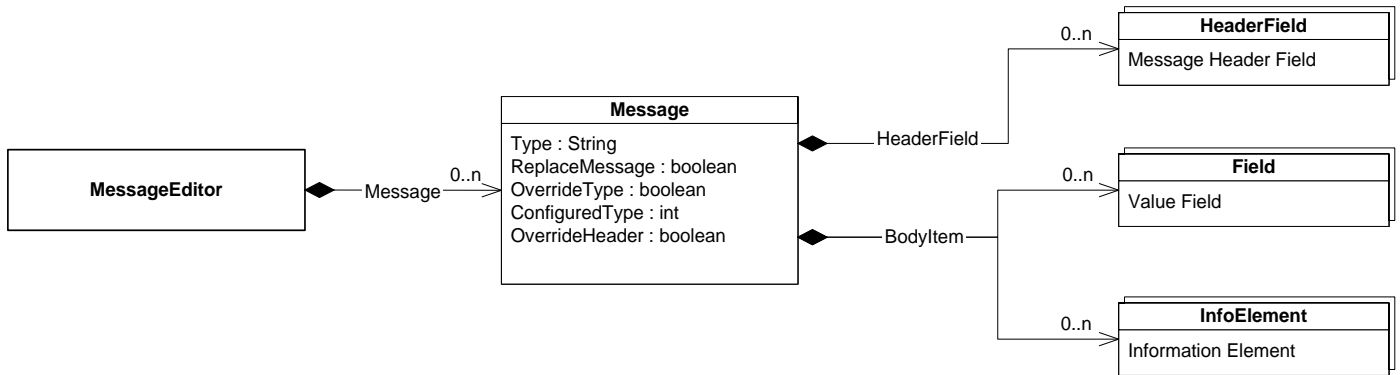 MessageEditor
Message
0..n
Message
Type : String
ReplaceMessage : boolean
OverrideType : boolean
ConfiguredType : int
OverrideHeader : boolean
HeaderField
0..n
HeaderField
Message Header Field
BodyItem
0..n
Field
Value Field
0..n
InfoElement
Information Element